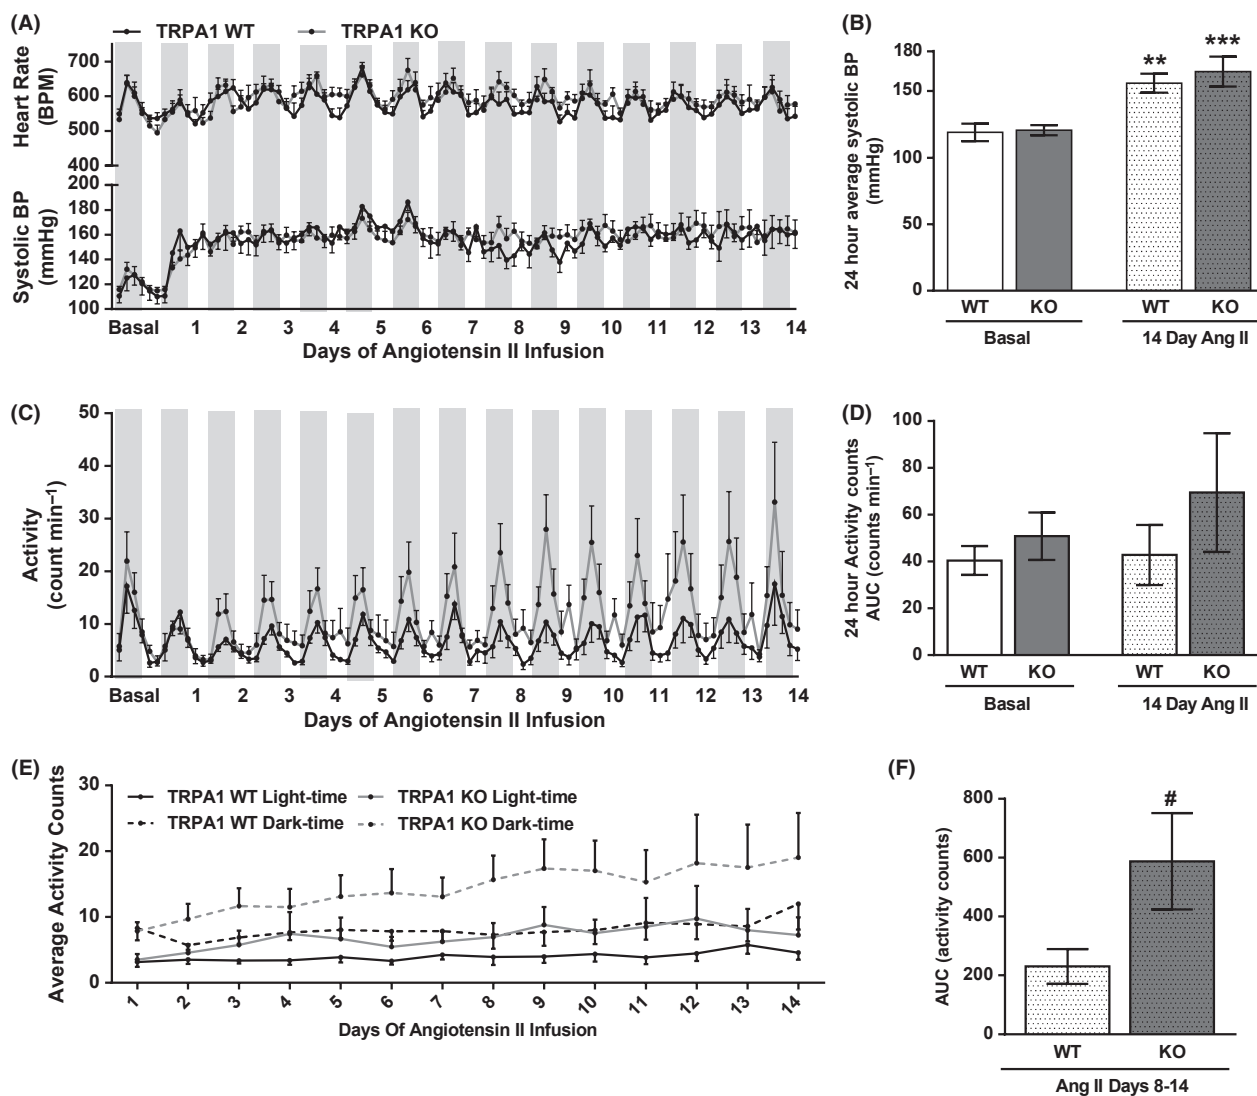 (A)
TRPA1 WT TRPA1 KO
Heart Rate
(BPM)
700
600
500
400
Systolic BP
(mmHg)
200
180
160
140
120
100
Basal 1 2 3 4 5 6 7 8 9 10 11 12 13 14
Days of Angiotensin II Infusion
(B)
24 hour average systolic BP
(mmHg)
180
150
100
50
0
** ***
WT KO WT KO
Basal 14 Day Ang II
(C)
Activity
(count min–1)
50
40
30
20
10
0
Basal 1 2 3 4 5 6 7 8 9 10 11 12 13 14
Days of Angiotensin II Infusion
(D)
24 hour Activity counts
AUC (counts min–1)
100
80
60
40
20
0
WT KO WT KO
Basal 14 Day Ang II
(E)
Average Activity Counts
30
20
10
0
TRPA1 WT Light-time TRPA1 KO Light-time
TRPA1 WT Dark-time TRPA1 KO Dark-time
1 2 3 4 5 6 7 8 9 10 11 12 13 14
Days Of Angiotensin II Infusion
(F)
AUC (activity counts)
800
600
400
200
0
#
WT KO
Ang II Days 8-14